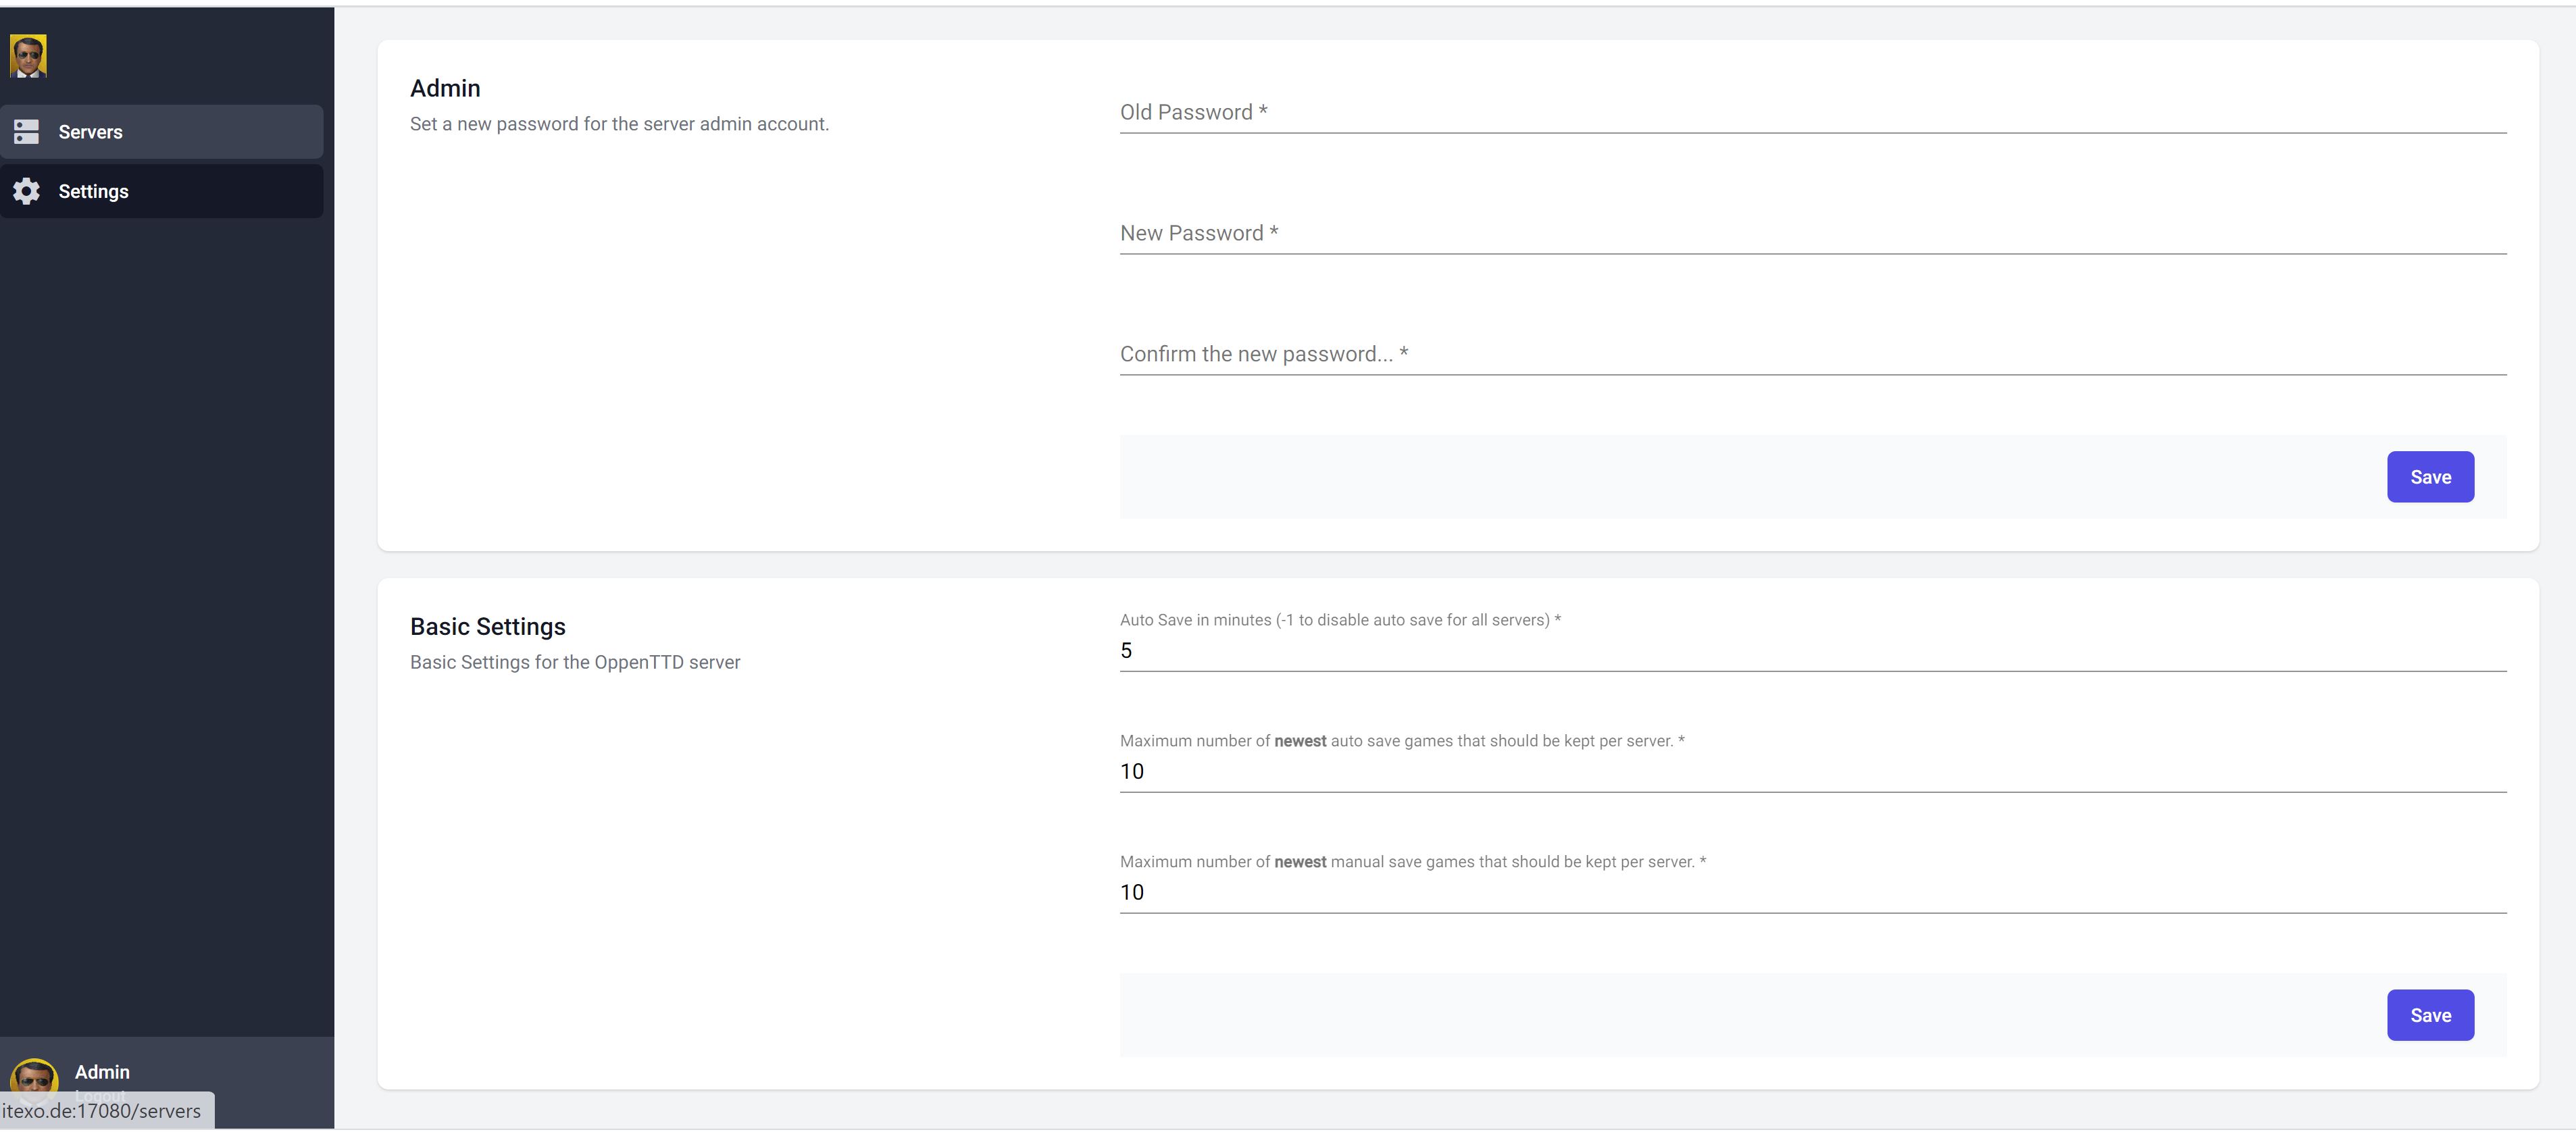 Servers
Settings
Admin
Set a new password for the server admin account.
Old Password *
New Password *
Confirm the new password... *
Save
Basic Settings
Basic Settings for the OppenTTD server
Auto Save in minutes (-1 to disable auto save for all servers) *
5
Maximum number of newest auto save games that should be kept per server. *
10
Maximum number of newest manual save games that should be kept per server. *
10
Save
Admin
Logout
itexo.de:17080/servers